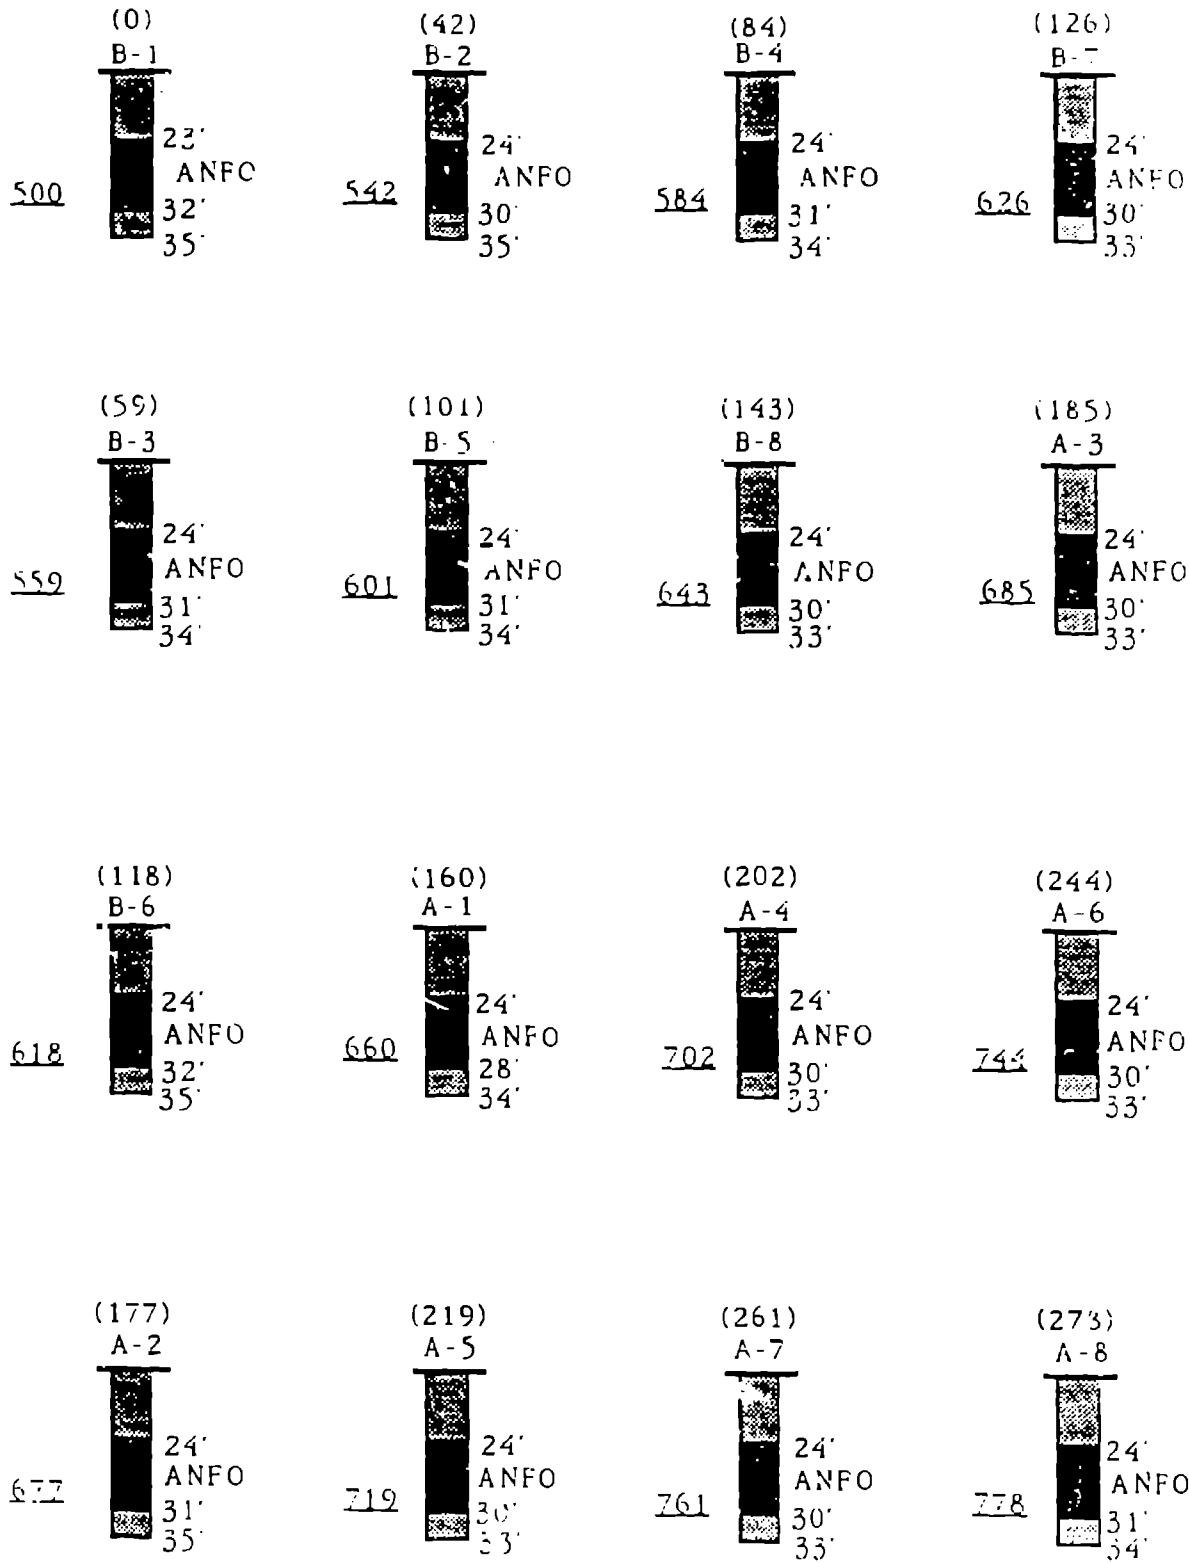 (0) (42) (84) (126)
B-1 B-2 B-4 B-7
23' 24' 24' 24'
ANFO ANFO ANFO ANFO
500 542 584 626
32' 30' 31' 30'
35' 35' 34' 33'
(59) (101) (143) (185)
B-3 B-5 B-8 A-3
24' 24' 24' 24'
ANFO ANFO ANFO ANFO
559 601 643 685
31' 31' 30' 30'
34' 34' 33' 33'
(118) (160) (202) (244)
B-6 A-1 A-4 A-6
24' 24' 24' 24'
ANFO ANFO ANFO ANFO
618 660 702 744
32' 28' 30' 30'
35' 34' 33' 33'
(177) (219) (261) (273)
A-2 A-5 A-7 A-8
24' 24' 24' 24'
ANFO ANFO ANFO ANFO
677 719 761 778
31' 30' 30' 31'
35' 33' 33' 34'